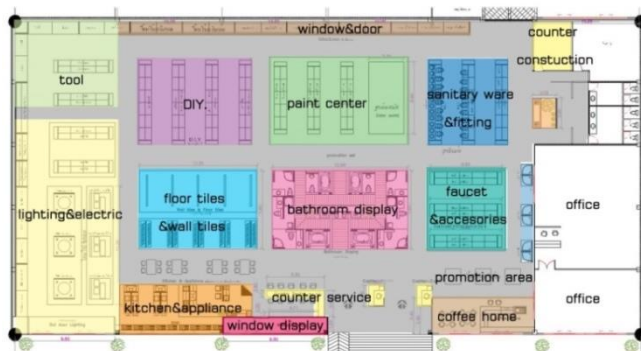 window&door
counter
constuction
tool
DIY.
paint center
sanitary ware
&fitting
floor tiles
&wall tiles
bathroom display
faucet
&accesories
lighting&electric
office
promotion area
counter service
kitchen&appliance
window display
coffee home
office